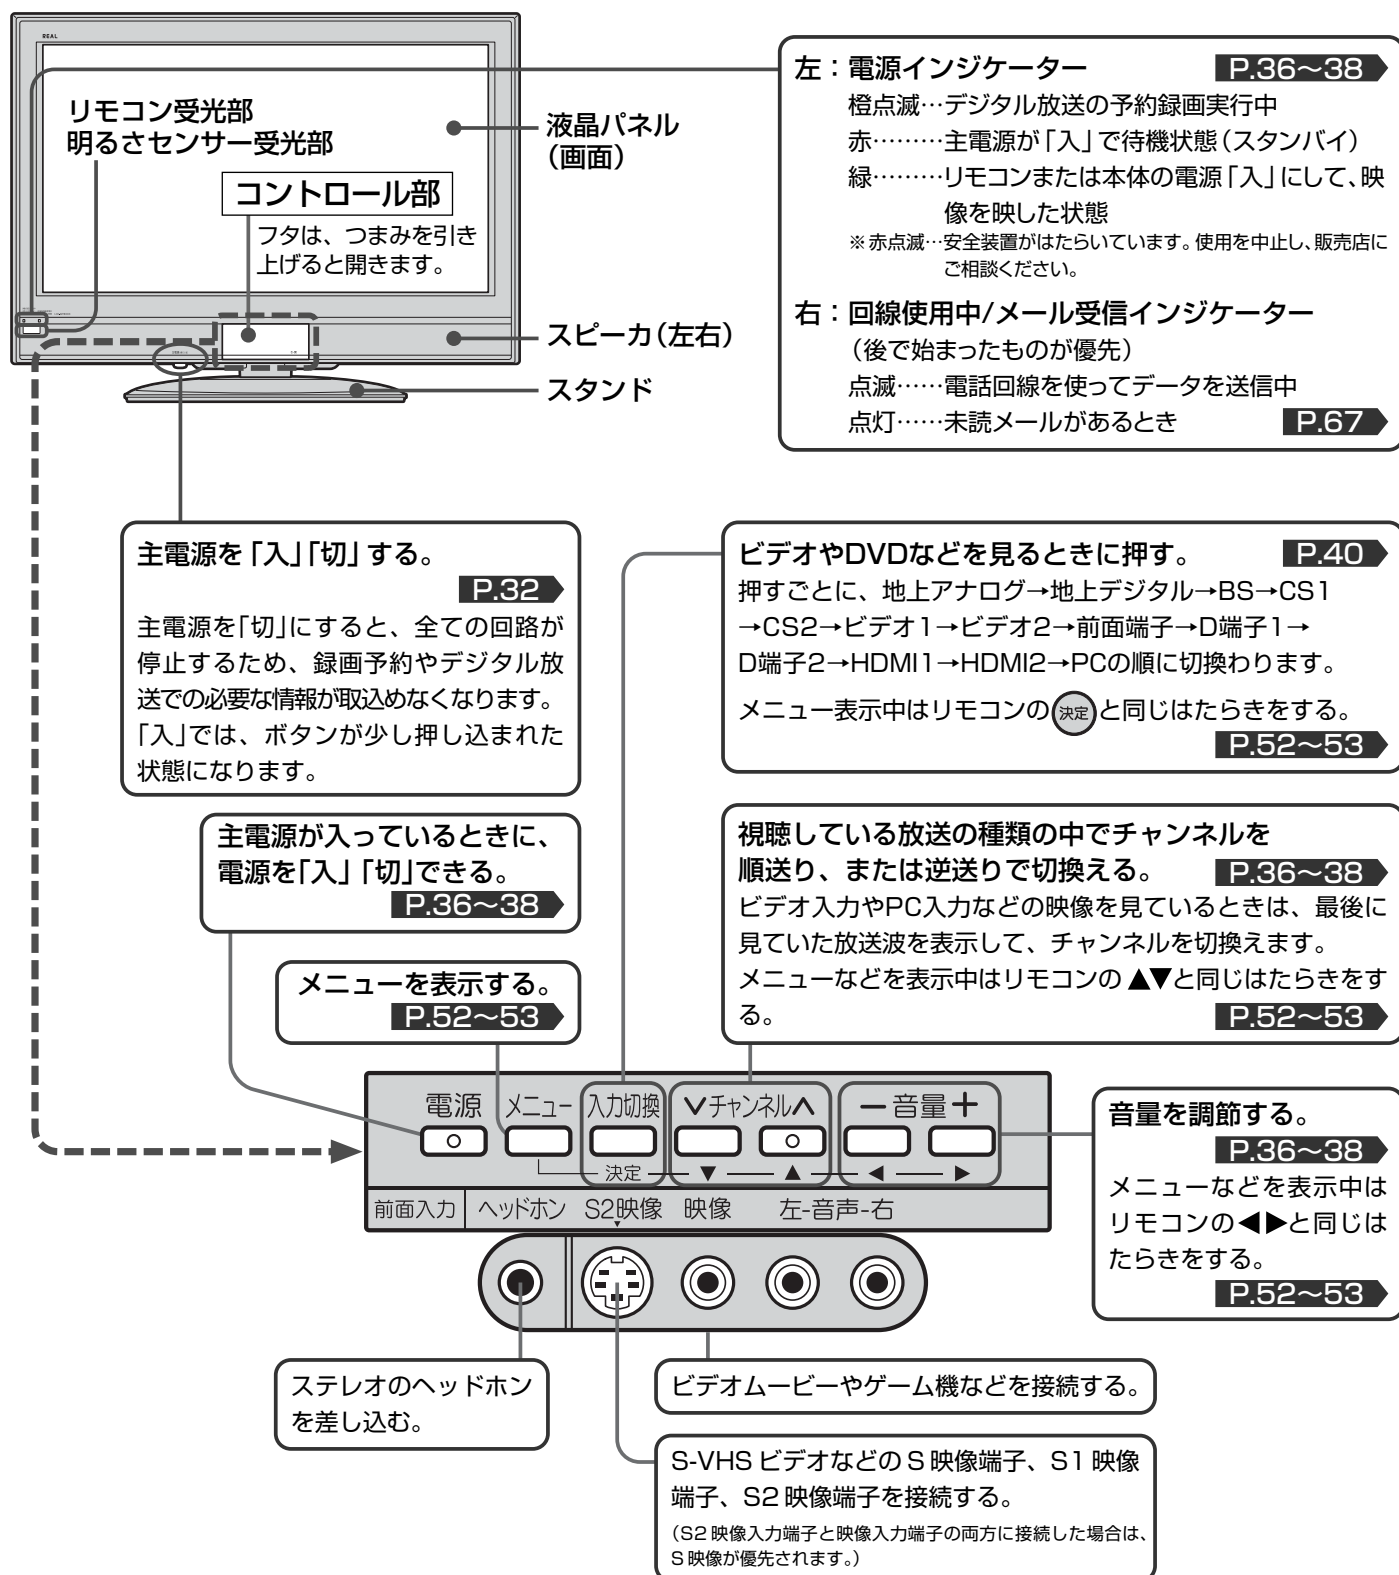 REAL
リモコン受光部
明るさセンサー受光部
コントロール部
フタは、つまみを引き
上げると開きます。
液晶パネル
(画面)
スピーカ(左右)
スタンド
左:電源インジケーター P.36～38
橙点滅…デジタル放送の予約録画実行中
赤………主電源が「入」で待機状態(スタンバイ)
緑………リモコンまたは本体の電源「入」にして、映
像を映した状態
※赤点滅…安全装置がはたらいています。使用を中止し、販売店に
ご相談ください。
右:回線使用中/メール受信インジケーター
(後で始まったものが優先)
点滅……電話回線を使ってデータを送信中
点灯……未読メールがあるとき P.67
主電源を「入」「切」する。
P.32
主電源を「切」にすると、全ての回路が
停止するため、録画予約やデジタル放
送での必要な情報が取込めなくなります。
「入」では、ボタンが少し押し込まれた
状態になります。
ビデオやDVDなどを見るときに押す。 P.40
押すごとに、地上アナログ→地上デジタル→BS→CS1
→CS2→ビデオ1→ビデオ2→前面端子→D端子1→
D端子2→HDMI1→HDMI2→PCの順に切換わります。
メニュー表示中はリモコンの決定と同じはたらきをする。
P.52～53
主電源が入っているときに、
電源を「入」「切」できる。
P.36～38
視聴している放送の種類の中でチャンネルを
順送り、または逆送りで切換える。 P.36～38
ビデオ入力やPC入力などの映像を見ているときは、最後に
見ていた放送波を表示して、チャンネルを切換えます。
メニューなどを表示中はリモコンの▲▼と同じはたらきをす
る。 P.52～53
メニューを表示する。
P.52～53
電源 メニュー 入力切換 ∨チャンネル∧ －音量＋
決定 ▼ ▲ ◀ ▶
前面入力 ヘッドホン S2映像 映像 左-音声-右
音量を調節する。
P.36～38
メニューなどを表示中は
リモコンの◀▶と同じは
たらきをする。
P.52～53
ステレオのヘッドホン
を差し込む。
ビデオムービーやゲーム機などを接続する。
S-VHSビデオなどのS映像端子、S1映像
端子、S2映像端子を接続する。
(S2映像入力端子と映像入力端子の両方に接続した場合は、
S映像が優先されます。)